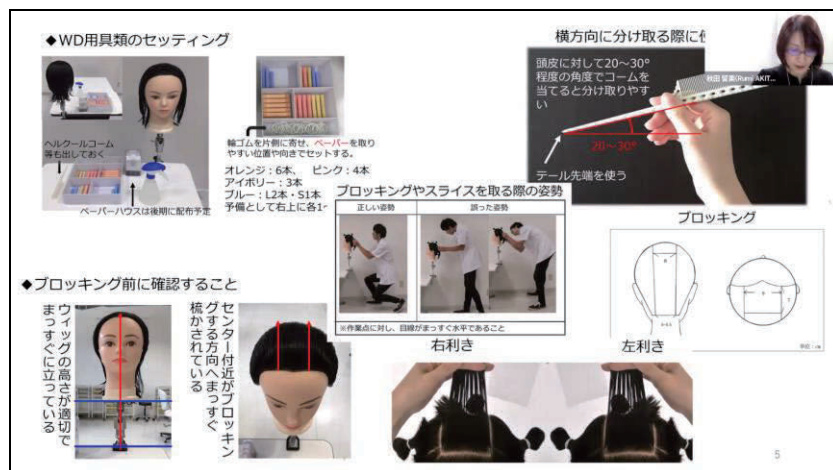 ◆WD用具類のセッティング
ヘルクールコーム
等も出しておく
ペーパーハウスは後期に配布予定
輪ゴムを片側に寄せ、ペーパーを取り
やすい位置や向きでセットする。
オレンジ：6本、 ピンク：4本
アイボリー：3本
ブルー：L2本・S1本
予備として右上に各1~
横方向に分け取る際に
頭皮に対して20～30°
程度の角度でコームを
当てると分け取りやす
い
20～30°
テール先端を使う
ブロッキングやスライスを取る際の姿勢
正しい姿勢
誤った姿勢
※作業点に対し、目線がまっすぐ水平であること
ブロッキング
◆ブロッキング前に確認すること
ウィッグの高さが適切で
まっすぐに立っている
センター付近がブロッキン
グする方向へまっすぐ
梳かされている
右利き
左利き
5